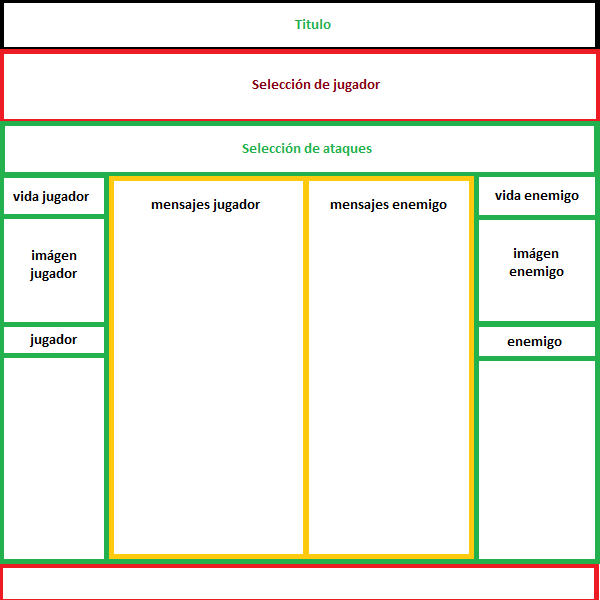 Titulo
Selección de jugador
Selección de ataques
vida jugador
mensajes jugador
mensajes enemigo
vida enemigo
imágen
jugador
imágen
enemigo
jugador
enemigo